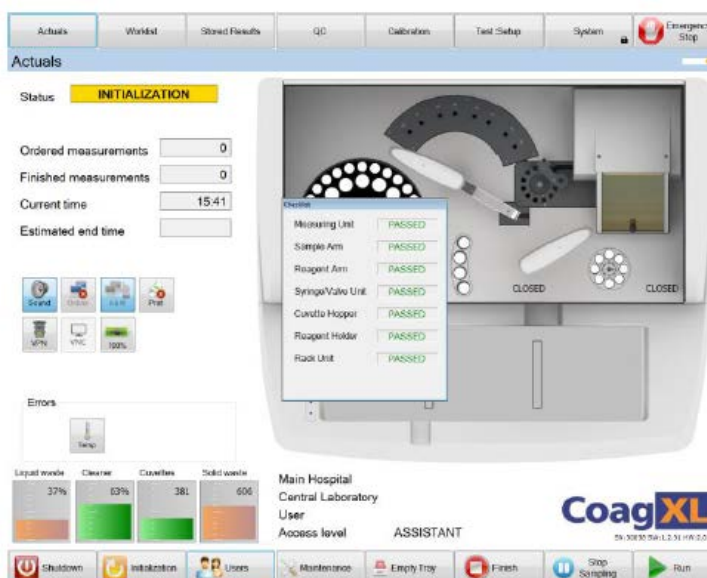 Actuals
Worklist
Stored Results
QC
Calibration
Test Setup
System
Emergency
Stop
Actuals
Status
INITIALIZATION
Ordered measurements
0
Finished measurements
0
Current time
15:41
Estimated end time
Checklist
Measuring Unit
PASSED
Sample Arm
PASSED
Reagent Arm
PASSED
Syringe/Valve Unit
PASSED
Cuvette Hopper
PASSED
Reagent Holder
PASSED
Rack Unit
PASSED
CLOSED
CLOSED
Sound
Print
VPN
VNC
100%
Errors
Temp
Liquid waste
Cleaner
Cuvettes
Solid waste
37%
63%
381
606
Main Hospital
Central Laboratory
User
Access level
ASSISTANT
CoagXL
Shutdown
Initialization
Users
Maintenance
Empty Tray
Finish
Stop
Sampling
Run